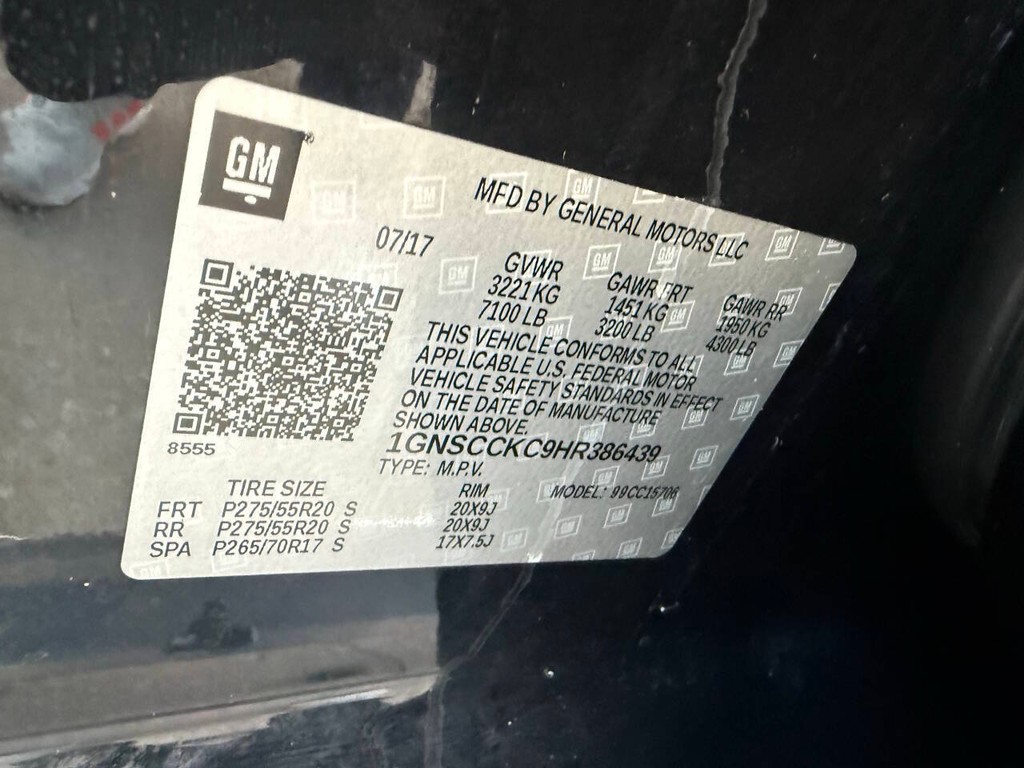 GM
MFD BY GENERAL MOTORS LLC
07/17
GVWR GAWR FRT GAWR RR
3221 KG 1451 KG 1950 KG
7100 LB 3200 LB 4300 LB
THIS VEHICLE CONFORMS TO ALL
APPLICABLE U.S. FEDERAL MOTOR
VEHICLE SAFETY STANDARDS IN EFFECT
ON THE DATE OF MANUFACTURE
SHOWN ABOVE.
8555
1GNSCCKC9HR386439
TYPE: M.P.V. MODEL: 99CC15706
TIRE SIZE RIM
FRT P275/55R20 S 20X9J
RR P275/55R20 S 20X9J
SPA P265/70R17 S 17X7.5J